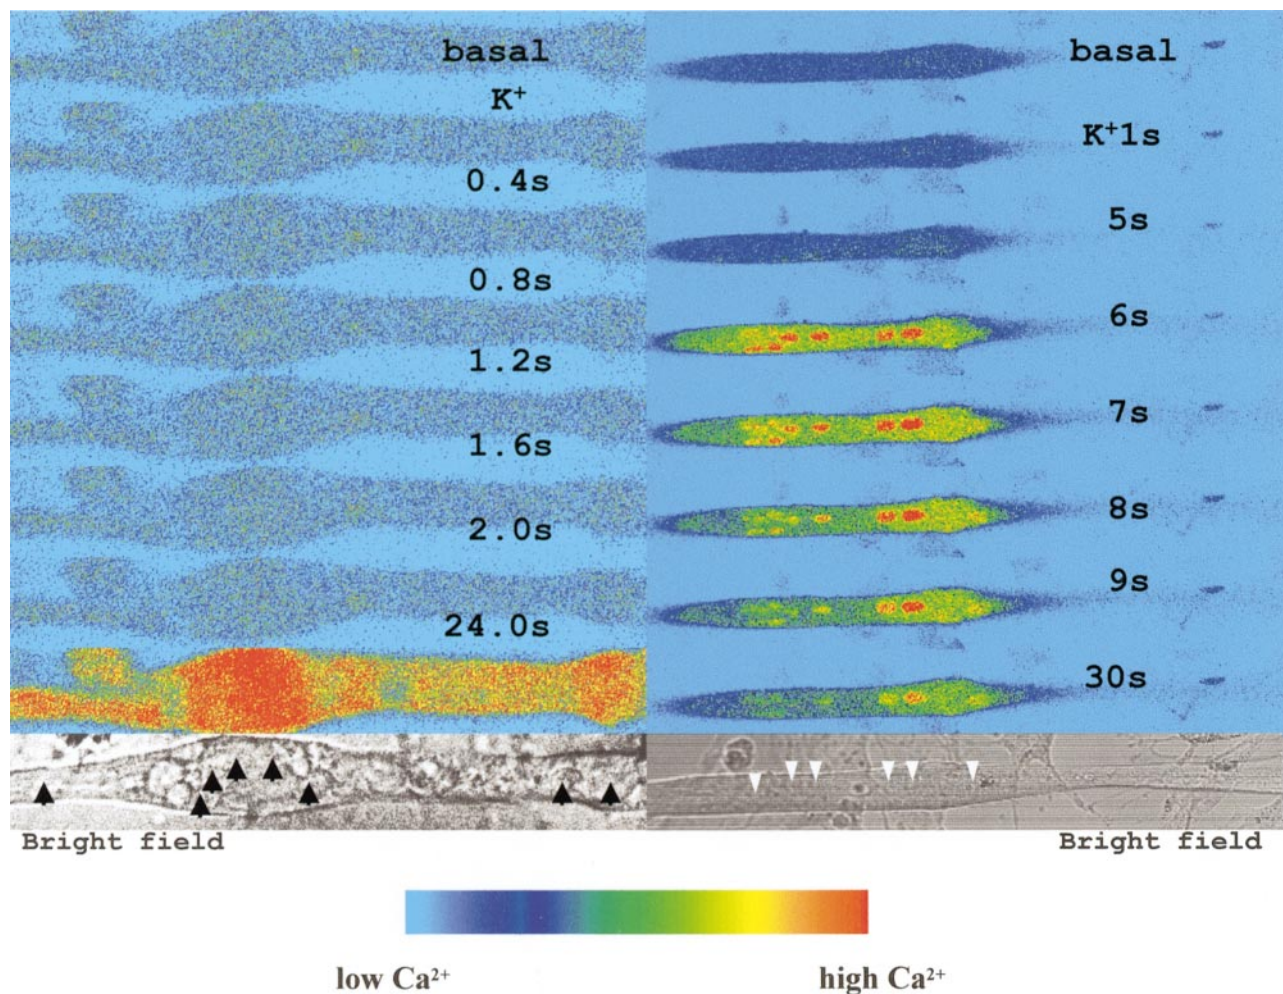 basal
K⁺
0.4s
0.8s
1.2s
1.6s
2.0s
24.0s
Bright field
basal
K⁺1s
5s
6s
7s
8s
9s
30s
Bright field
low Ca²⁺
high Ca²⁺